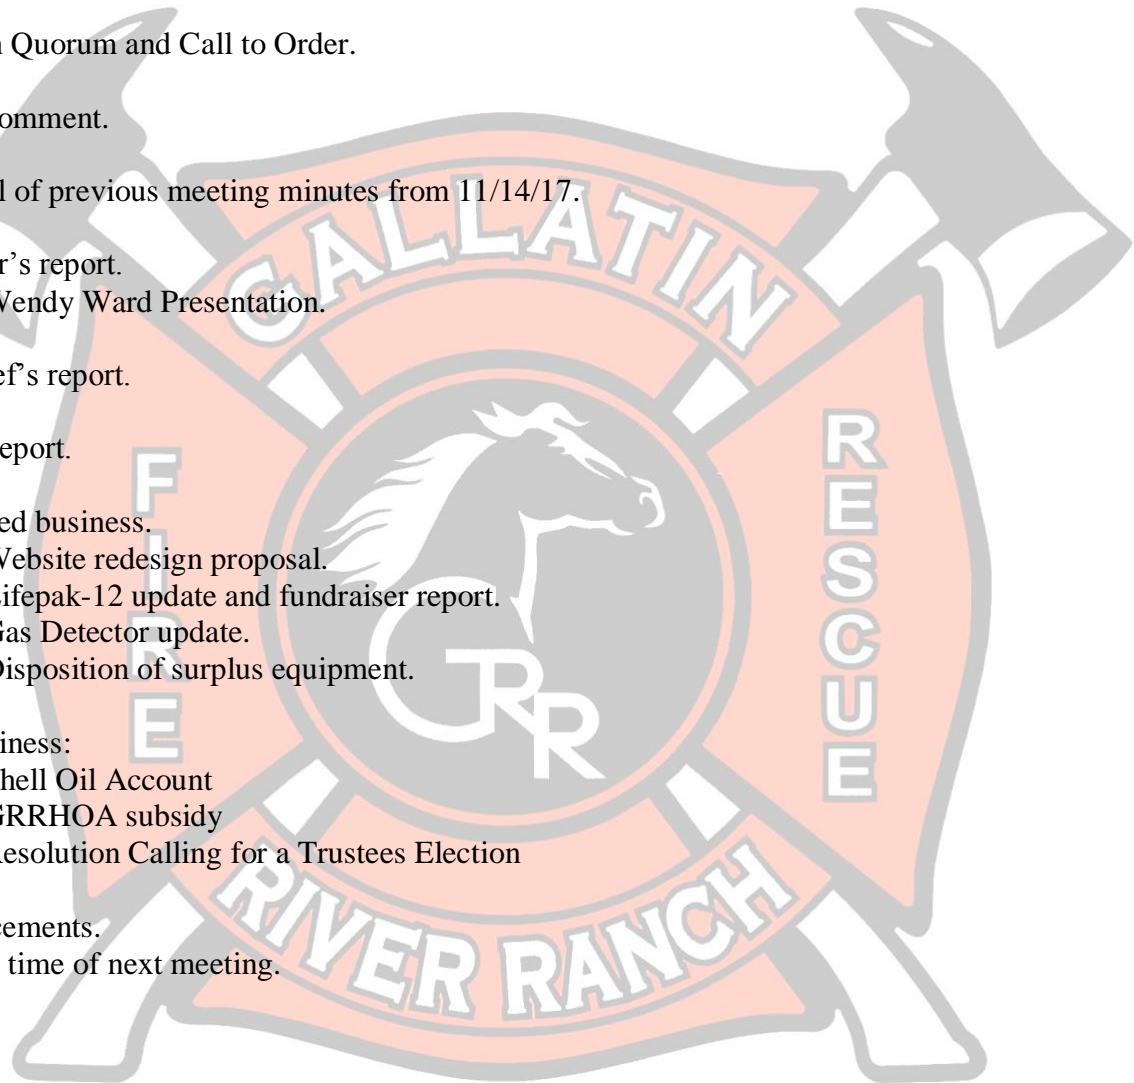 Quorum and Call to Order.
omment.
of previous meeting minutes from 11/14/17.
r’s report.
Wendy Ward Presentation.
ef’s report.
eport.
ed business.
Website redesign proposal.
Lifepak-12 update and fundraiser report.
Gas Detector update.
Disposition of surplus equipment.
iness:
hell Oil Account
GRRHOA subsidy
Resolution Calling for a Trustees Election
cements.
time of next meeting.
GALLATIN
FIRE
RESCUE
GRR
RIVER RANCH